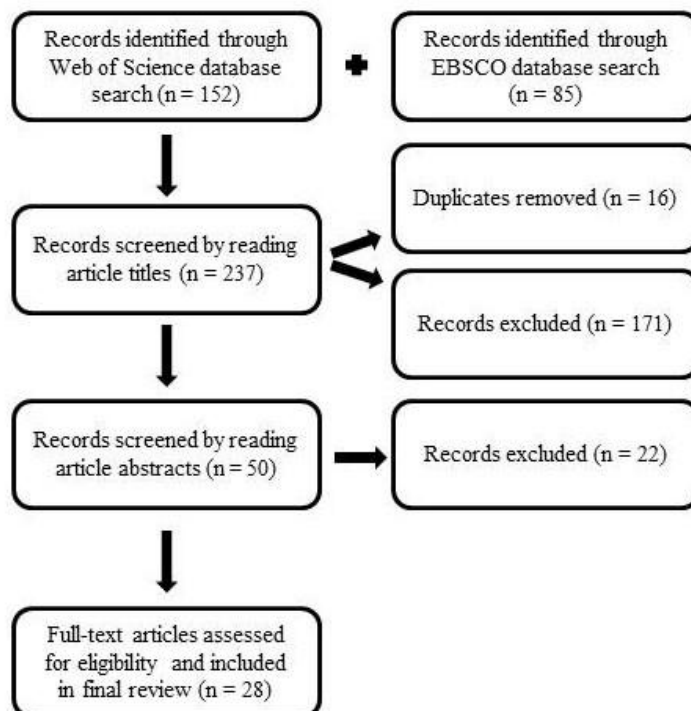 Records identified through
Web of Science database
search (n = 152)
Records identified through
EBSCO database search
(n = 85)
Duplicates removed (n = 16)
Records screened by reading
article titles (n = 237)
Records excluded (n = 171)
Records screened by reading
article abstracts (n = 50)
Records excluded (n = 22)
Full-text articles assessed
for eligibility and included
in final review (n = 28)